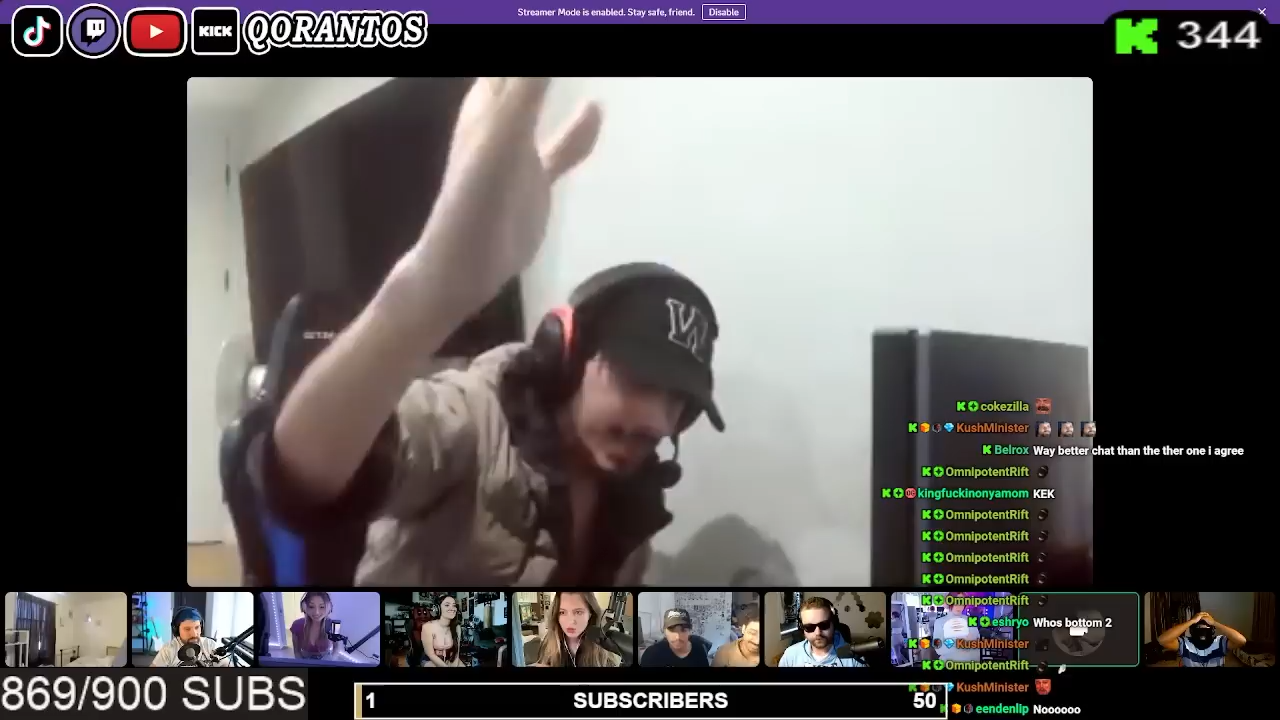 Streamer Mode is enabled. Stay safe, friend. Disable
KICK QORANTOS
344
cokezilla
KushMinister
Belrox Way better chat than the ther one i agree
OmnipotentRift
kingfuckinonyamom KEK
OmnipotentRift
OmnipotentRift
OmnipotentRift
OmnipotentRift
OmnipotentRift
eshryo Whos bottom 2
KushMinister
OmnipotentRift
KushMinister
eendenlip Noooooo
869/900 SUBS
1 SUBSCRIBERS 50